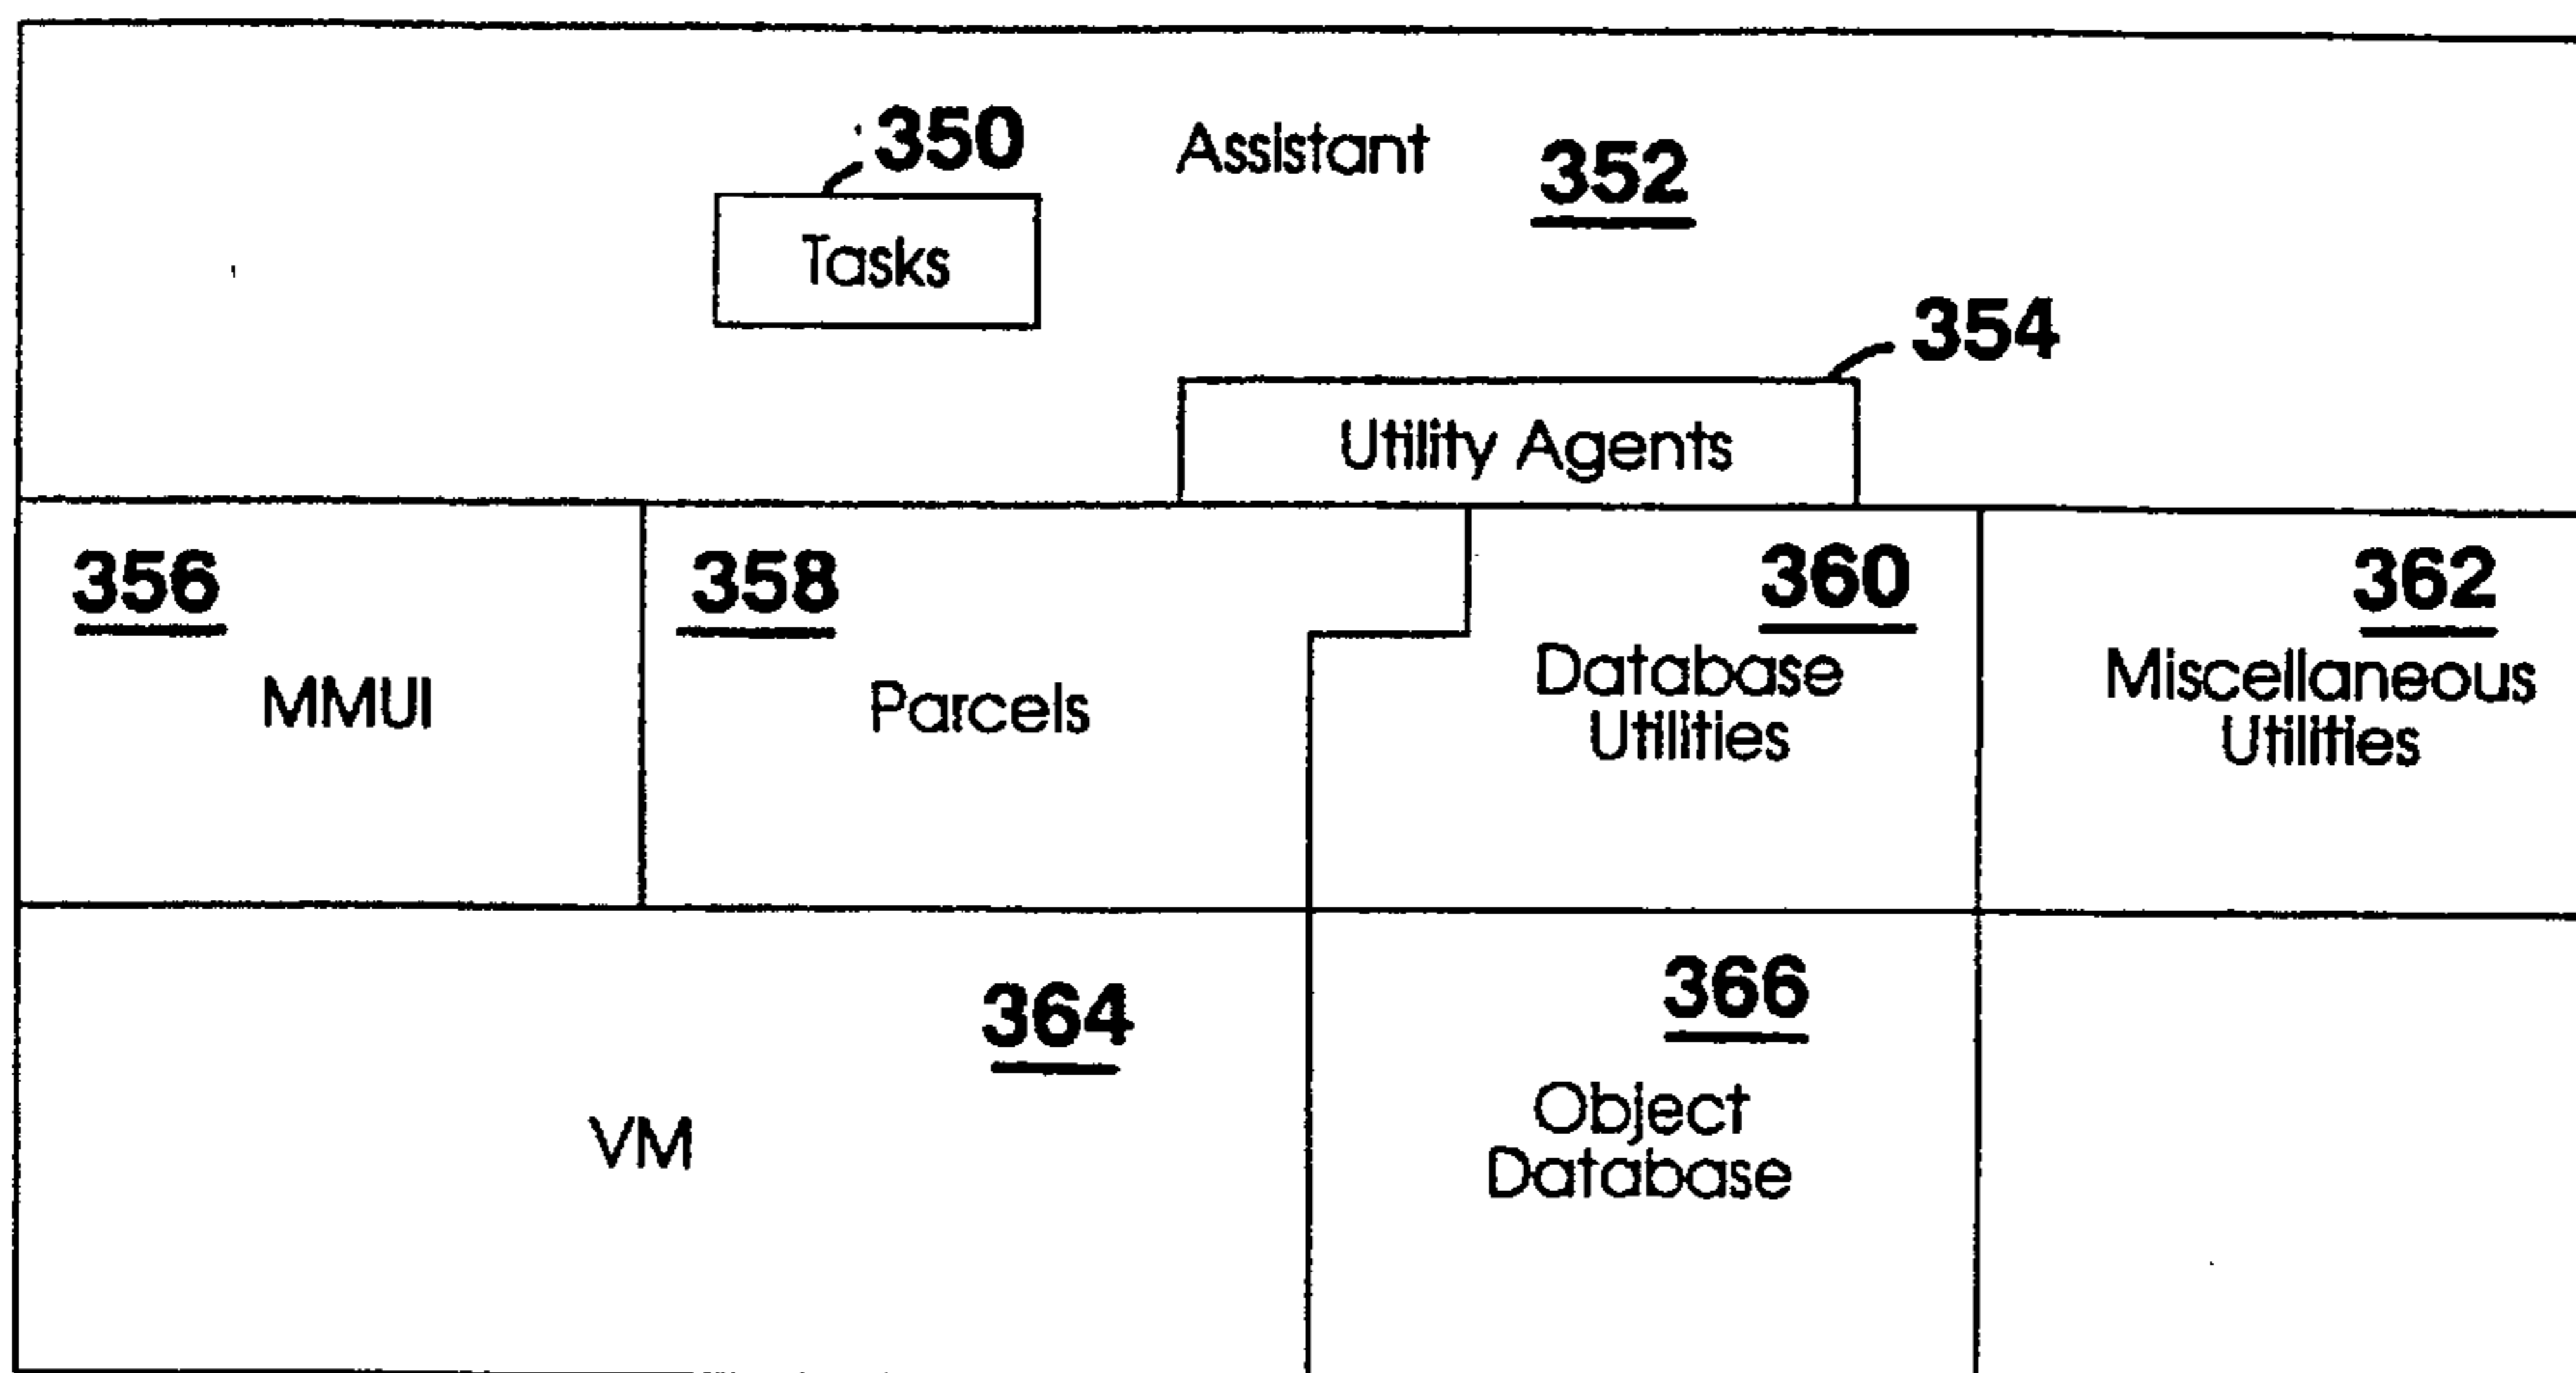 350
Assistant
352
Tasks
354
Utility Agents
356
358
360
362
MMUI
Parcels
Database
Utilities
Miscellaneous
Utilities
364
366
VM
Object
Database